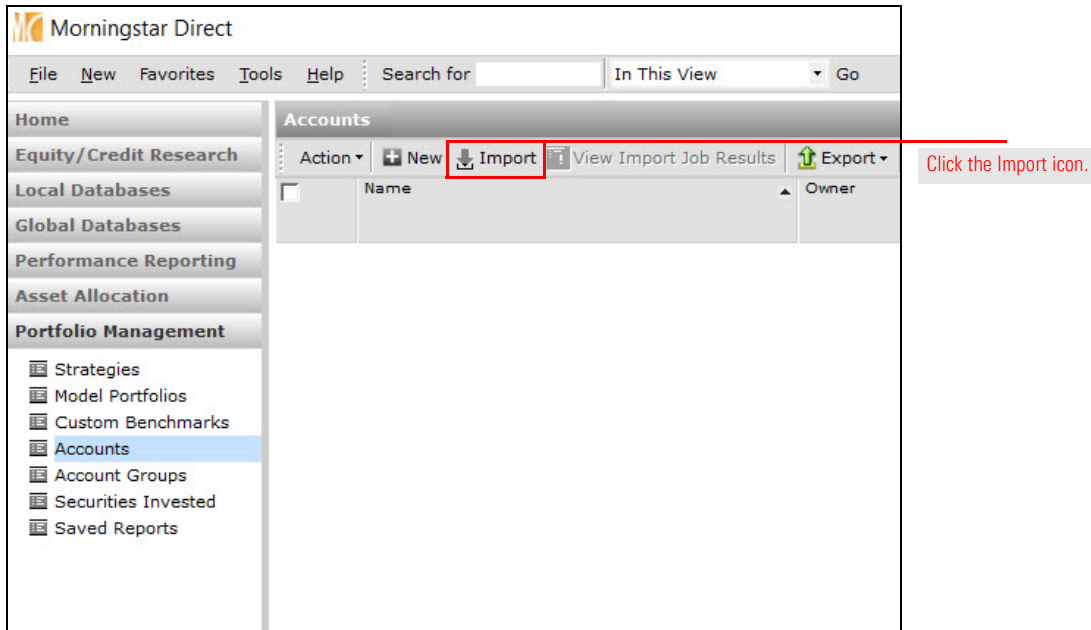 Morningstar Direct
File New Favorites Tools Help Search for In This View Go
Home
Equity/Credit Research
Local Databases
Global Databases
Performance Reporting
Asset Allocation
Portfolio Management
Strategies
Model Portfolios
Custom Benchmarks
Accounts
Account Groups
Securities Invested
Saved Reports
Accounts
Action New Import View Import Job Results Export
Name Owner
Click the Import icon.